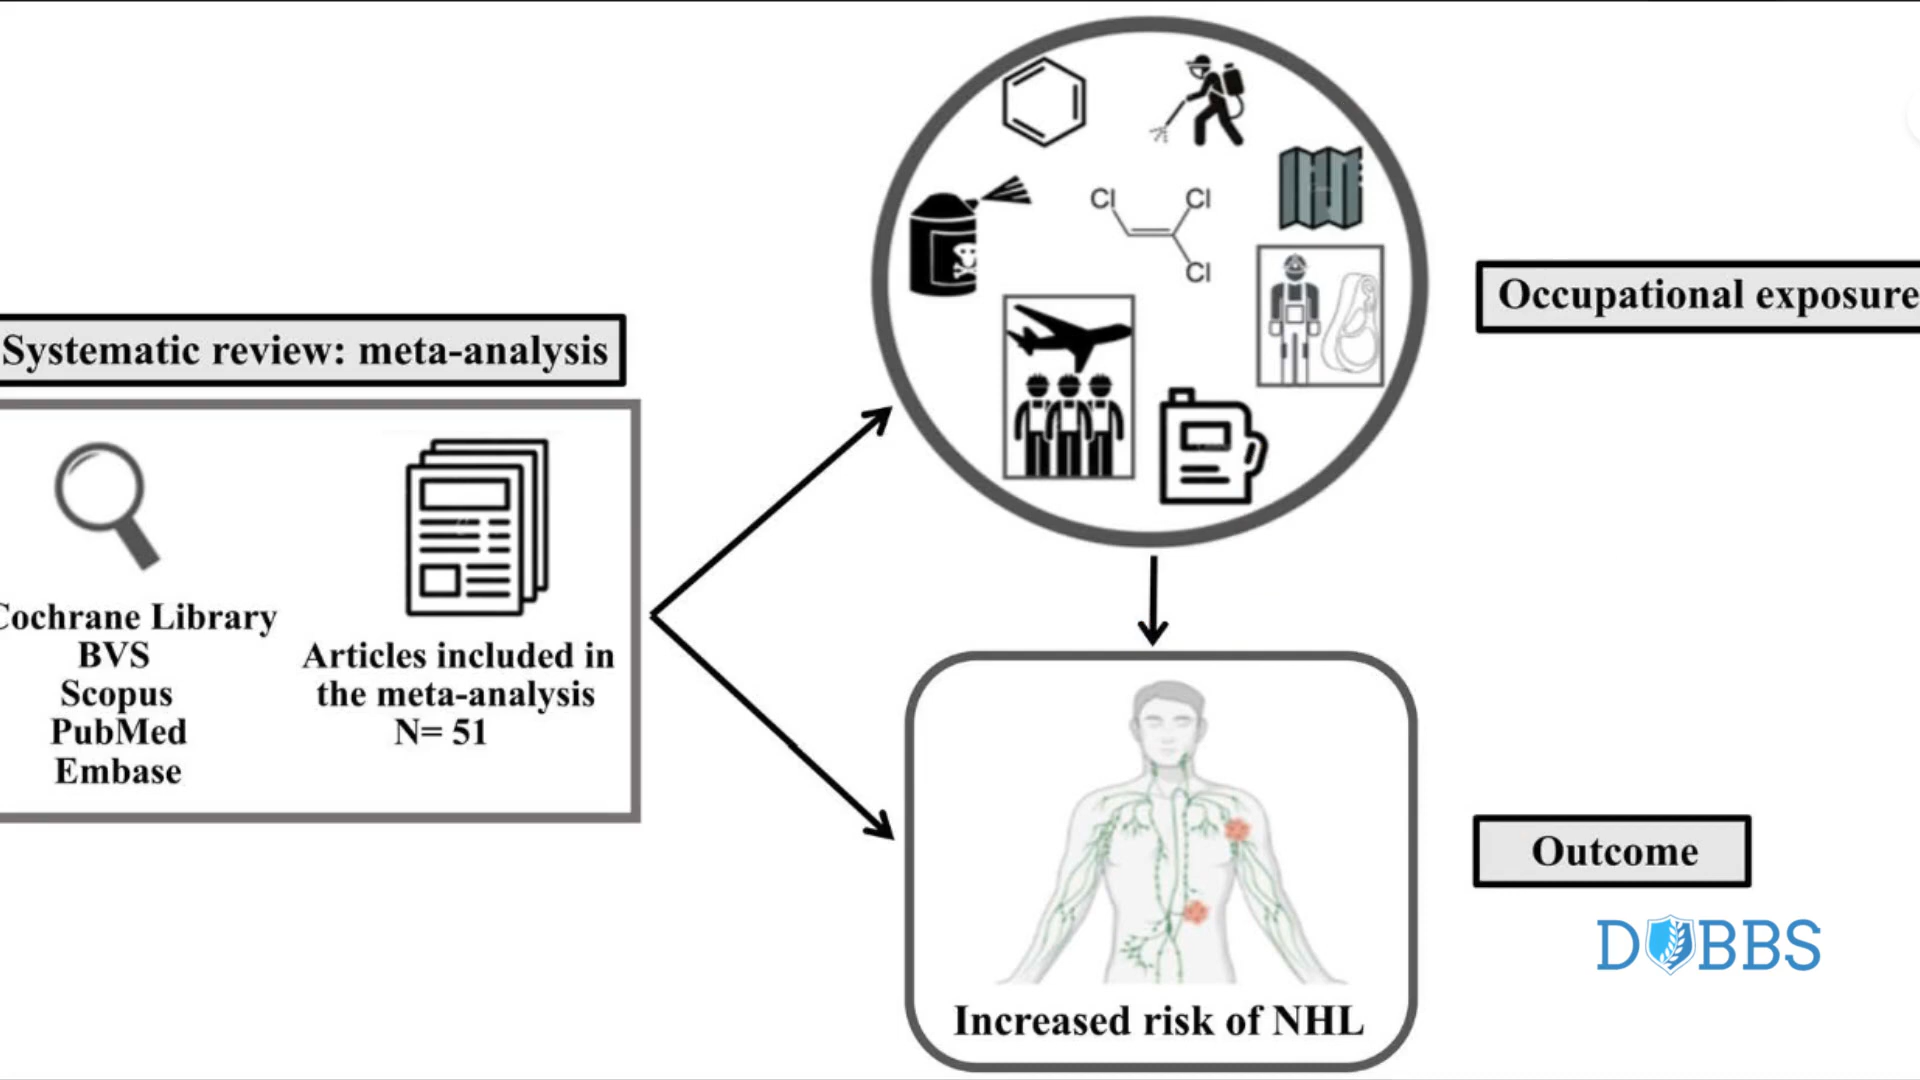 Systematic review: meta-analysis
Cochrane Library
BVS
Scopus
PubMed
Embase
Articles included in
the meta-analysis
N= 51
Cl
Cl
Cl
Occupational exposure
Increased risk of NHL
Outcome
DOBBS